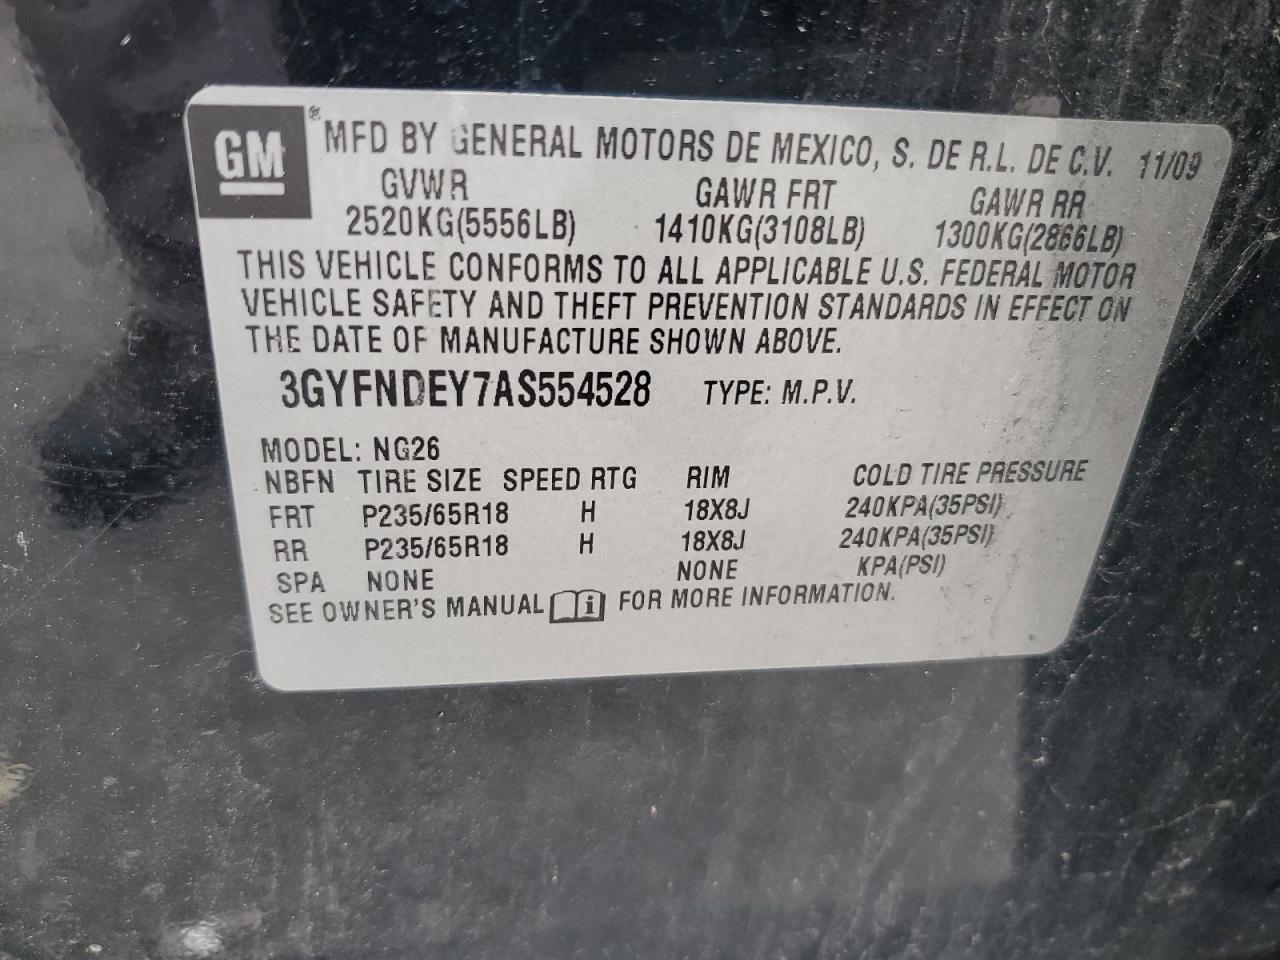 GM ® MFD BY GENERAL MOTORS DE MEXICO, S. DE R.L. DE C.V. 11/09
GVWR GAWR FRT GAWR RR
2520KG(5556LB) 1410KG(3108LB) 1300KG(2866LB)
THIS VEHICLE CONFORMS TO ALL APPLICABLE U.S. FEDERAL MOTOR
VEHICLE SAFETY AND THEFT PREVENTION STANDARDS IN EFFECT ON
THE DATE OF MANUFACTURE SHOWN ABOVE.
3GYFNDEY7AS554528 TYPE: M.P.V.
MODEL: NG26
NBFN TIRE SIZE SPEED RTG RIM COLD TIRE PRESSURE
FRT P235/65R18 H 18X8J 240KPA(35PSI)
RR P235/65R18 H 18X8J 240KPA(35PSI)
SPA NONE NONE KPA(PSI)
SEE OWNER'S MANUAL i FOR MORE INFORMATION.